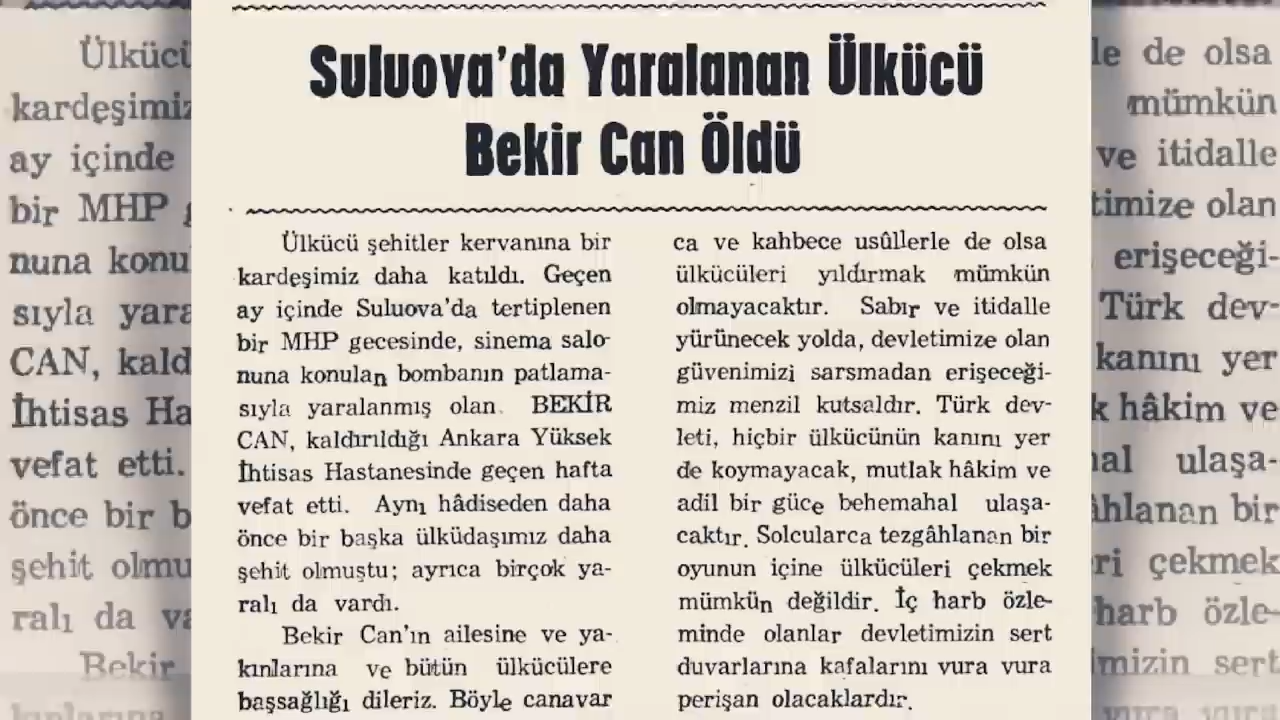 Suluova'da Yaralanan Ülkücü
Bekir Can Öldü
Ülkücü şehitler kervanına bir
kardeşimiz daha katıldı. Geçen
ay içinde Suluova'da tertiplenen
bir MHP gecesinde, sinema salo-
nuna konulan bombanın patlama-
sıyla yaralanmış olan BEKİR
CAN, kaldırıldığı Ankara Yüksek
İhtisas Hastanesinde geçen hafta
vefat etti. Aynı hâdiseden daha
önce bir başka ülküdaşımız daha
şehit olmuştu; ayrıca birçok ya-
ralı da vardı.
Bekir Can'ın ailesine ve ya-
kınlarına ve bütün ülkücülere
başsağlığı dileriz. Böyle canavar
ca ve kahbece usûllerle de olsa
ülkücüleri yıldırmak mümkün
olmayacaktır. Sabır ve itidalle
yürünecek yolda, devletimize olan
güvenimizi sarsmadan erişeceği-
miz menzil kutsaldır. Türk dev-
leti, hiçbir ülkücünün kanını yer
de koymayacak, mutlak hâkim ve
adil bir güce behemahal ulaşa-
caktır. Solcularca tezgâhlanan bir
oyunun içine ülkücüleri çekmek
mümkün değildir. İç harb özle-
minde olanlar devletimizin sert
duvarlarına kafalarını vura vura
perişan olacaklardır.